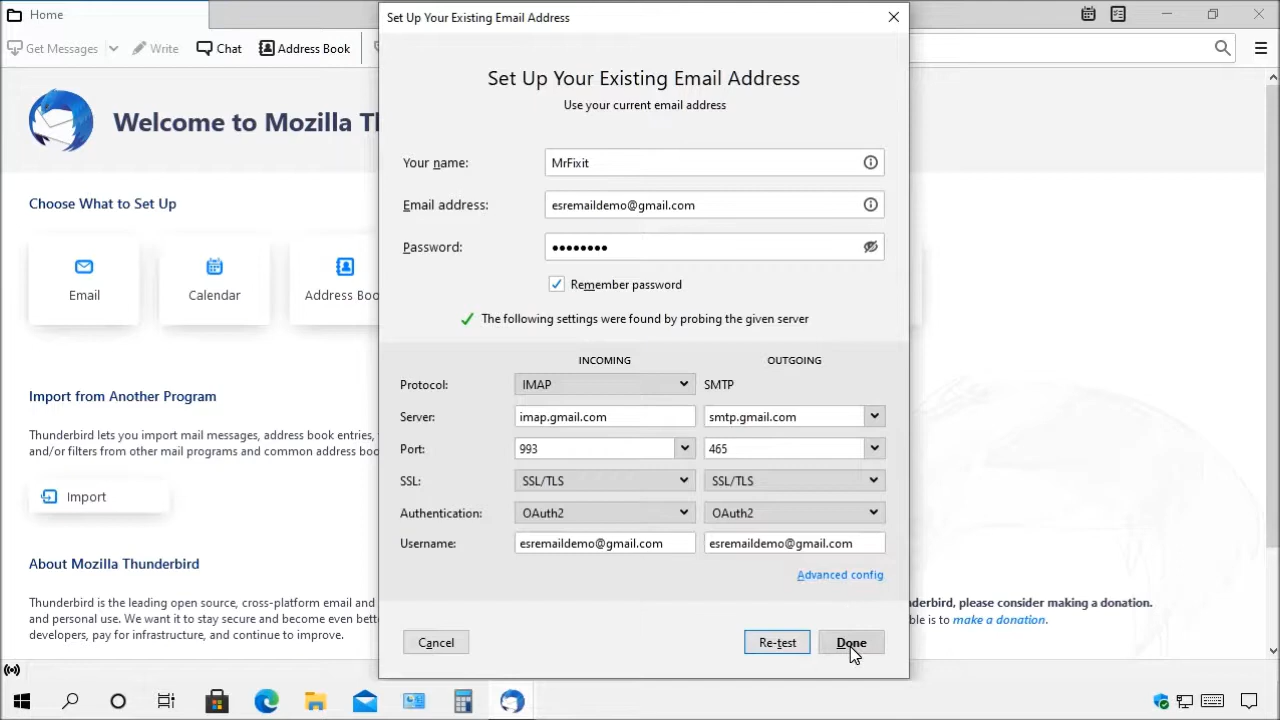 Home
Set Up Your Existing Email Address
Get Messages
Write
Chat
Address Book
Set Up Your Existing Email Address
Use your current email address
Welcome to Mozilla T
Your name:
MrFixit
Choose What to Set Up
Email address:
esremaildemo@gmail.com
Password:
••••••••
Email
Calendar
Address Boo
Remember password
The following settings were found by probing the given server
INCOMING
OUTGOING
Protocol:
IMAP
SMTP
Import from Another Program
Server:
imap.gmail.com
smtp.gmail.com
Thunderbird lets you import mail messages, address book entries,
and/or filters from other mail programs and common address boo
Port:
993
465
SSL:
SSL/TLS
SSL/TLS
Import
Authentication:
OAuth2
OAuth2
Username:
esremaildemo@gmail.com
esremaildemo@gmail.com
About Mozilla Thunderbird
Advanced config
Thunderbird is the leading open source, cross-platform email and
derbird, please consider making a donation.
and personal use. We want it to stay secure and become even bette
ble is to make a donation.
developers, pay for infrastructure, and continue to improve.
Cancel
Re-test
Done